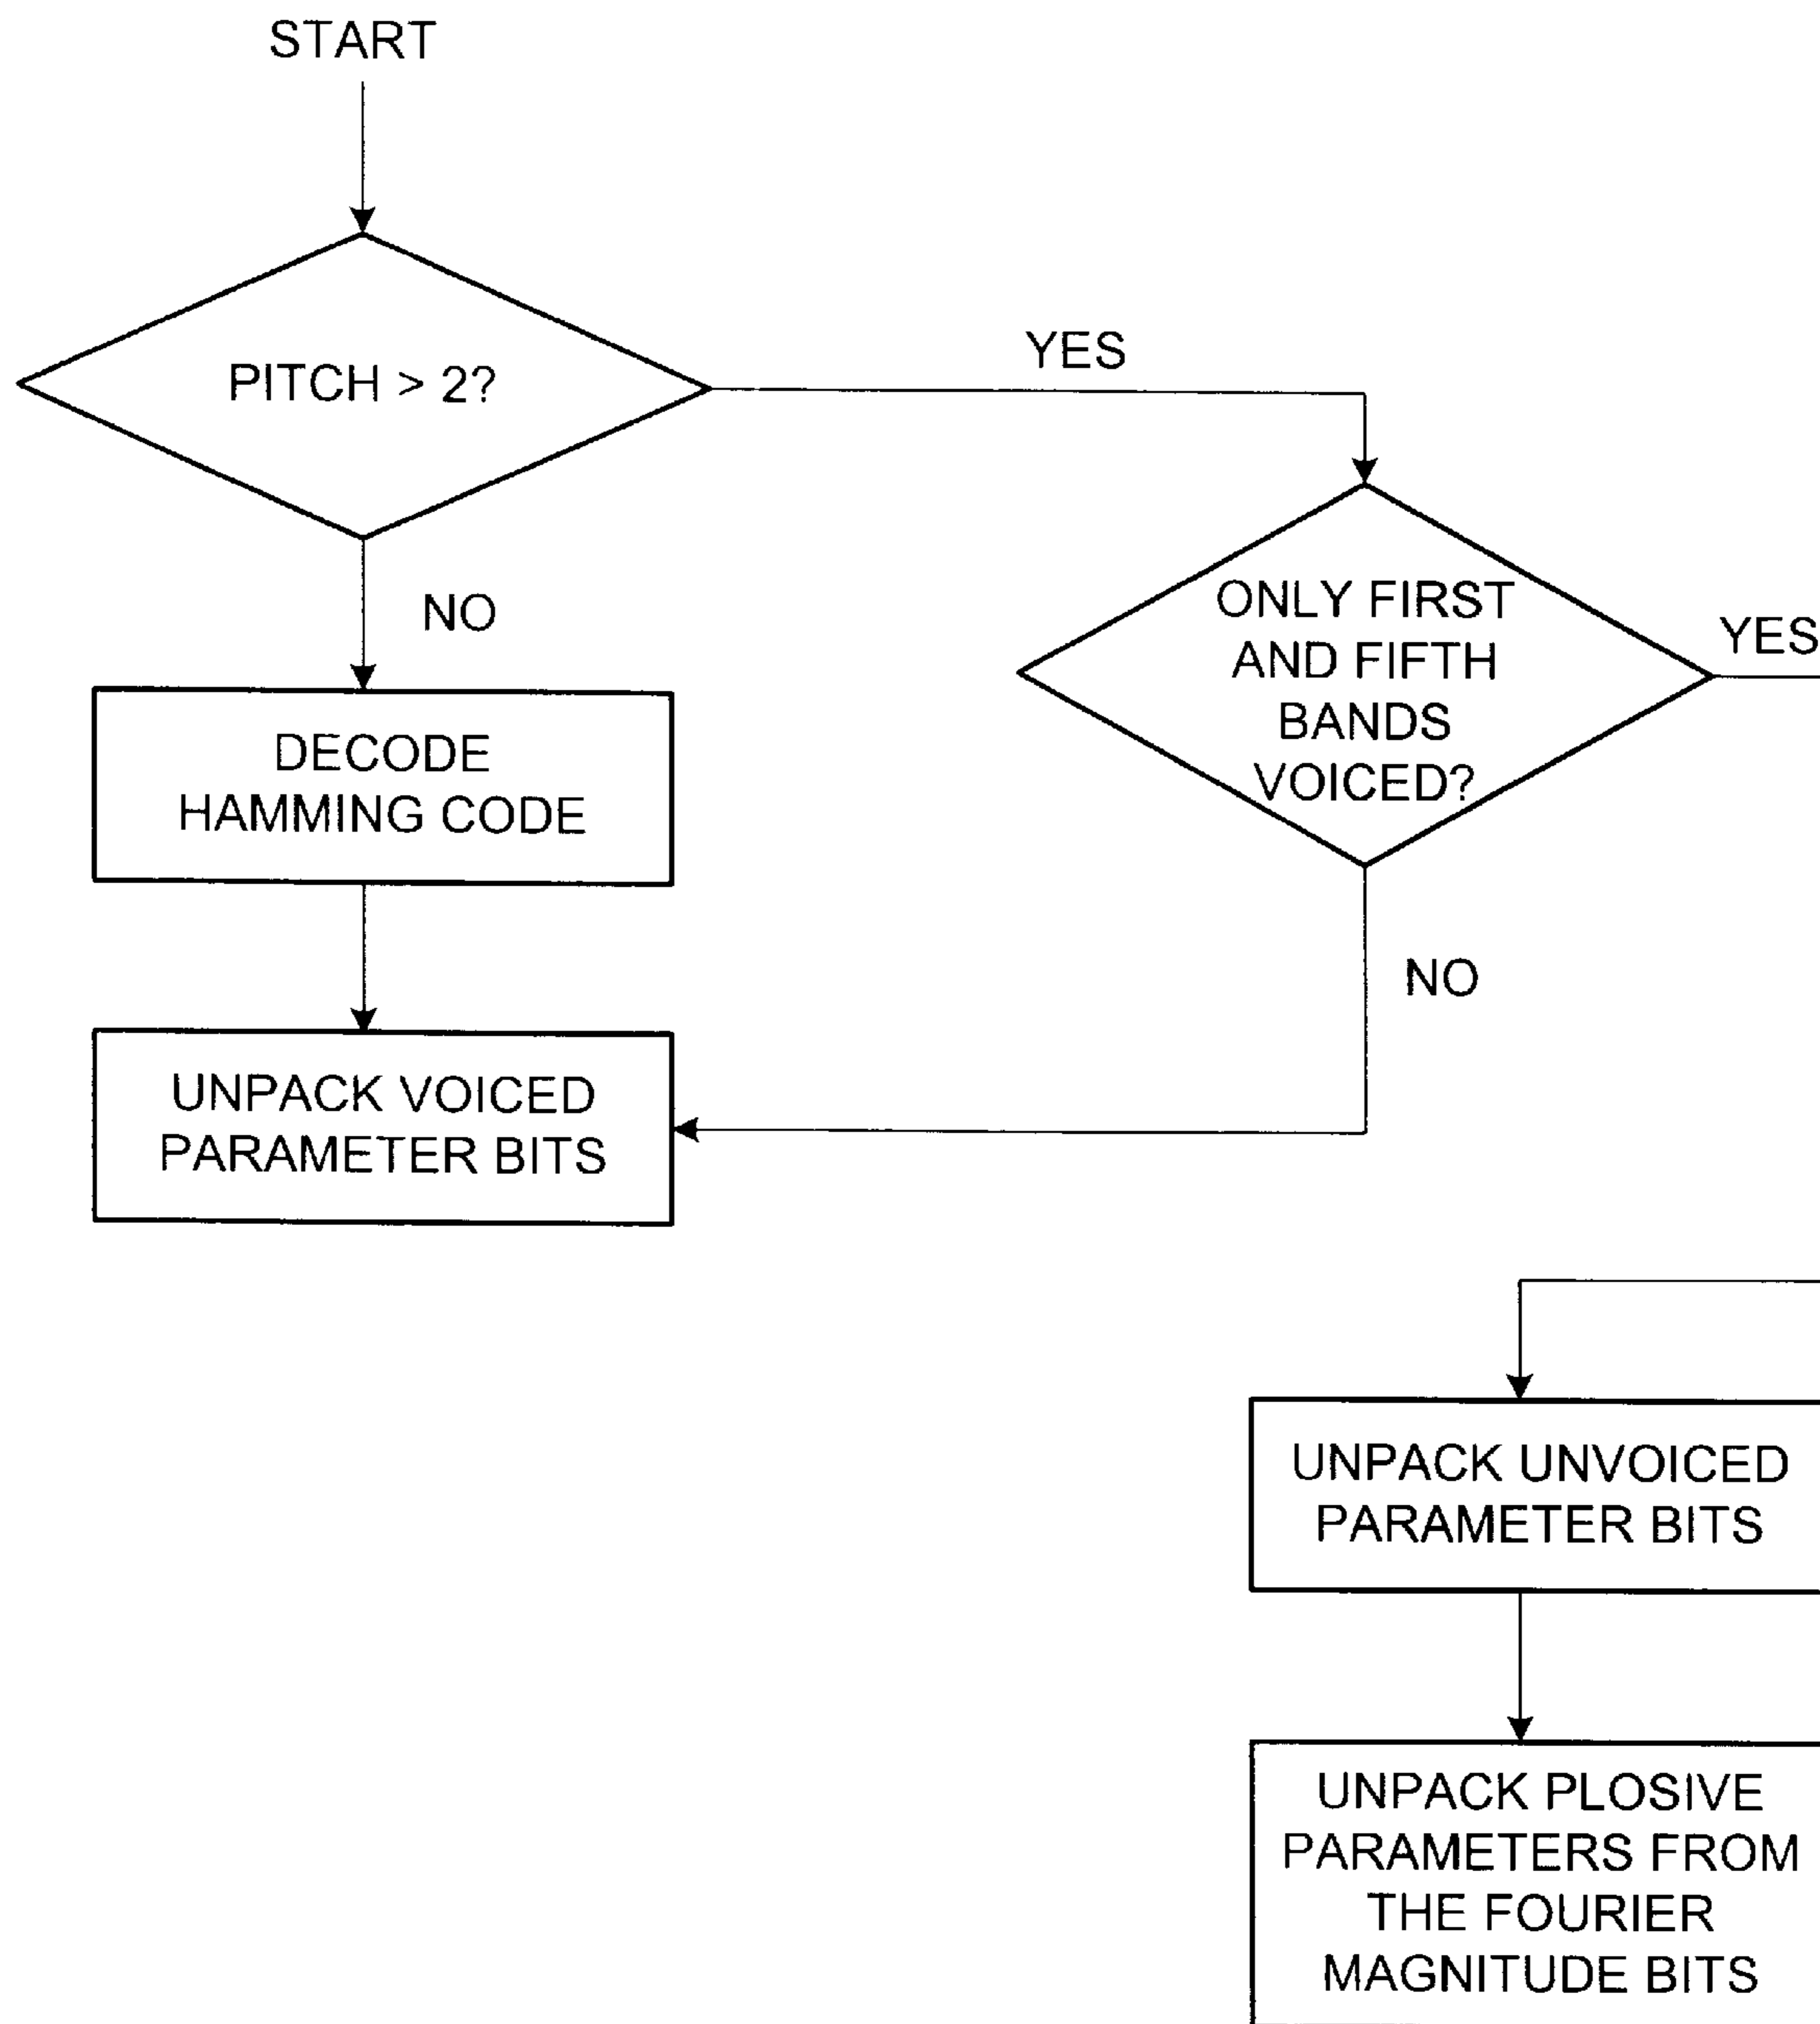 START
PITCH > 2?
YES
NO
ONLY FIRST
AND FIFTH
BANDS
VOICED?
YES
NO
DECODE
HAMMING CODE
UNPACK VOICED
PARAMETER BITS
UNPACK UNVOICED
PARAMETER BITS
UNPACK PLOSIVE
PARAMETERS FROM
THE FOURIER
MAGNITUDE BITS